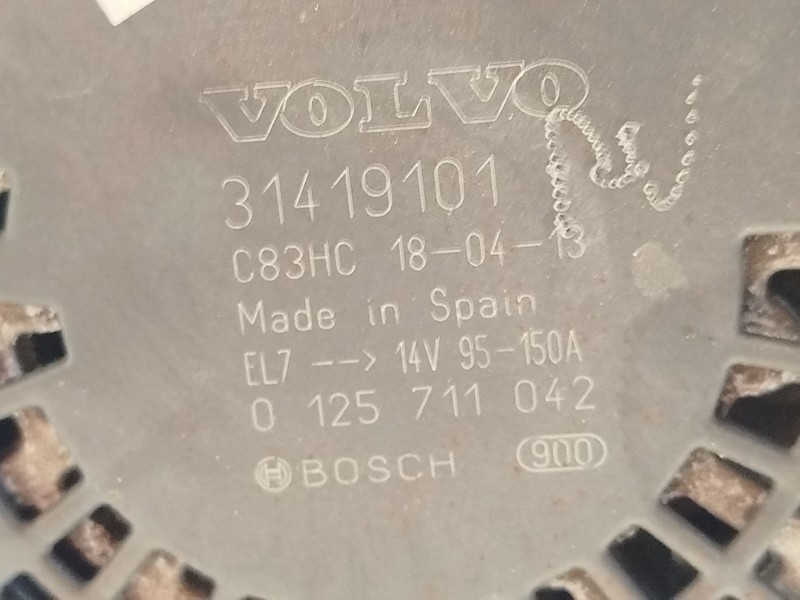 VOLVO
31419101
C83HC 18-04-13
Made in Spain
EL7 --> 14V 95-150A
0 125 711 042
BOSCH 900